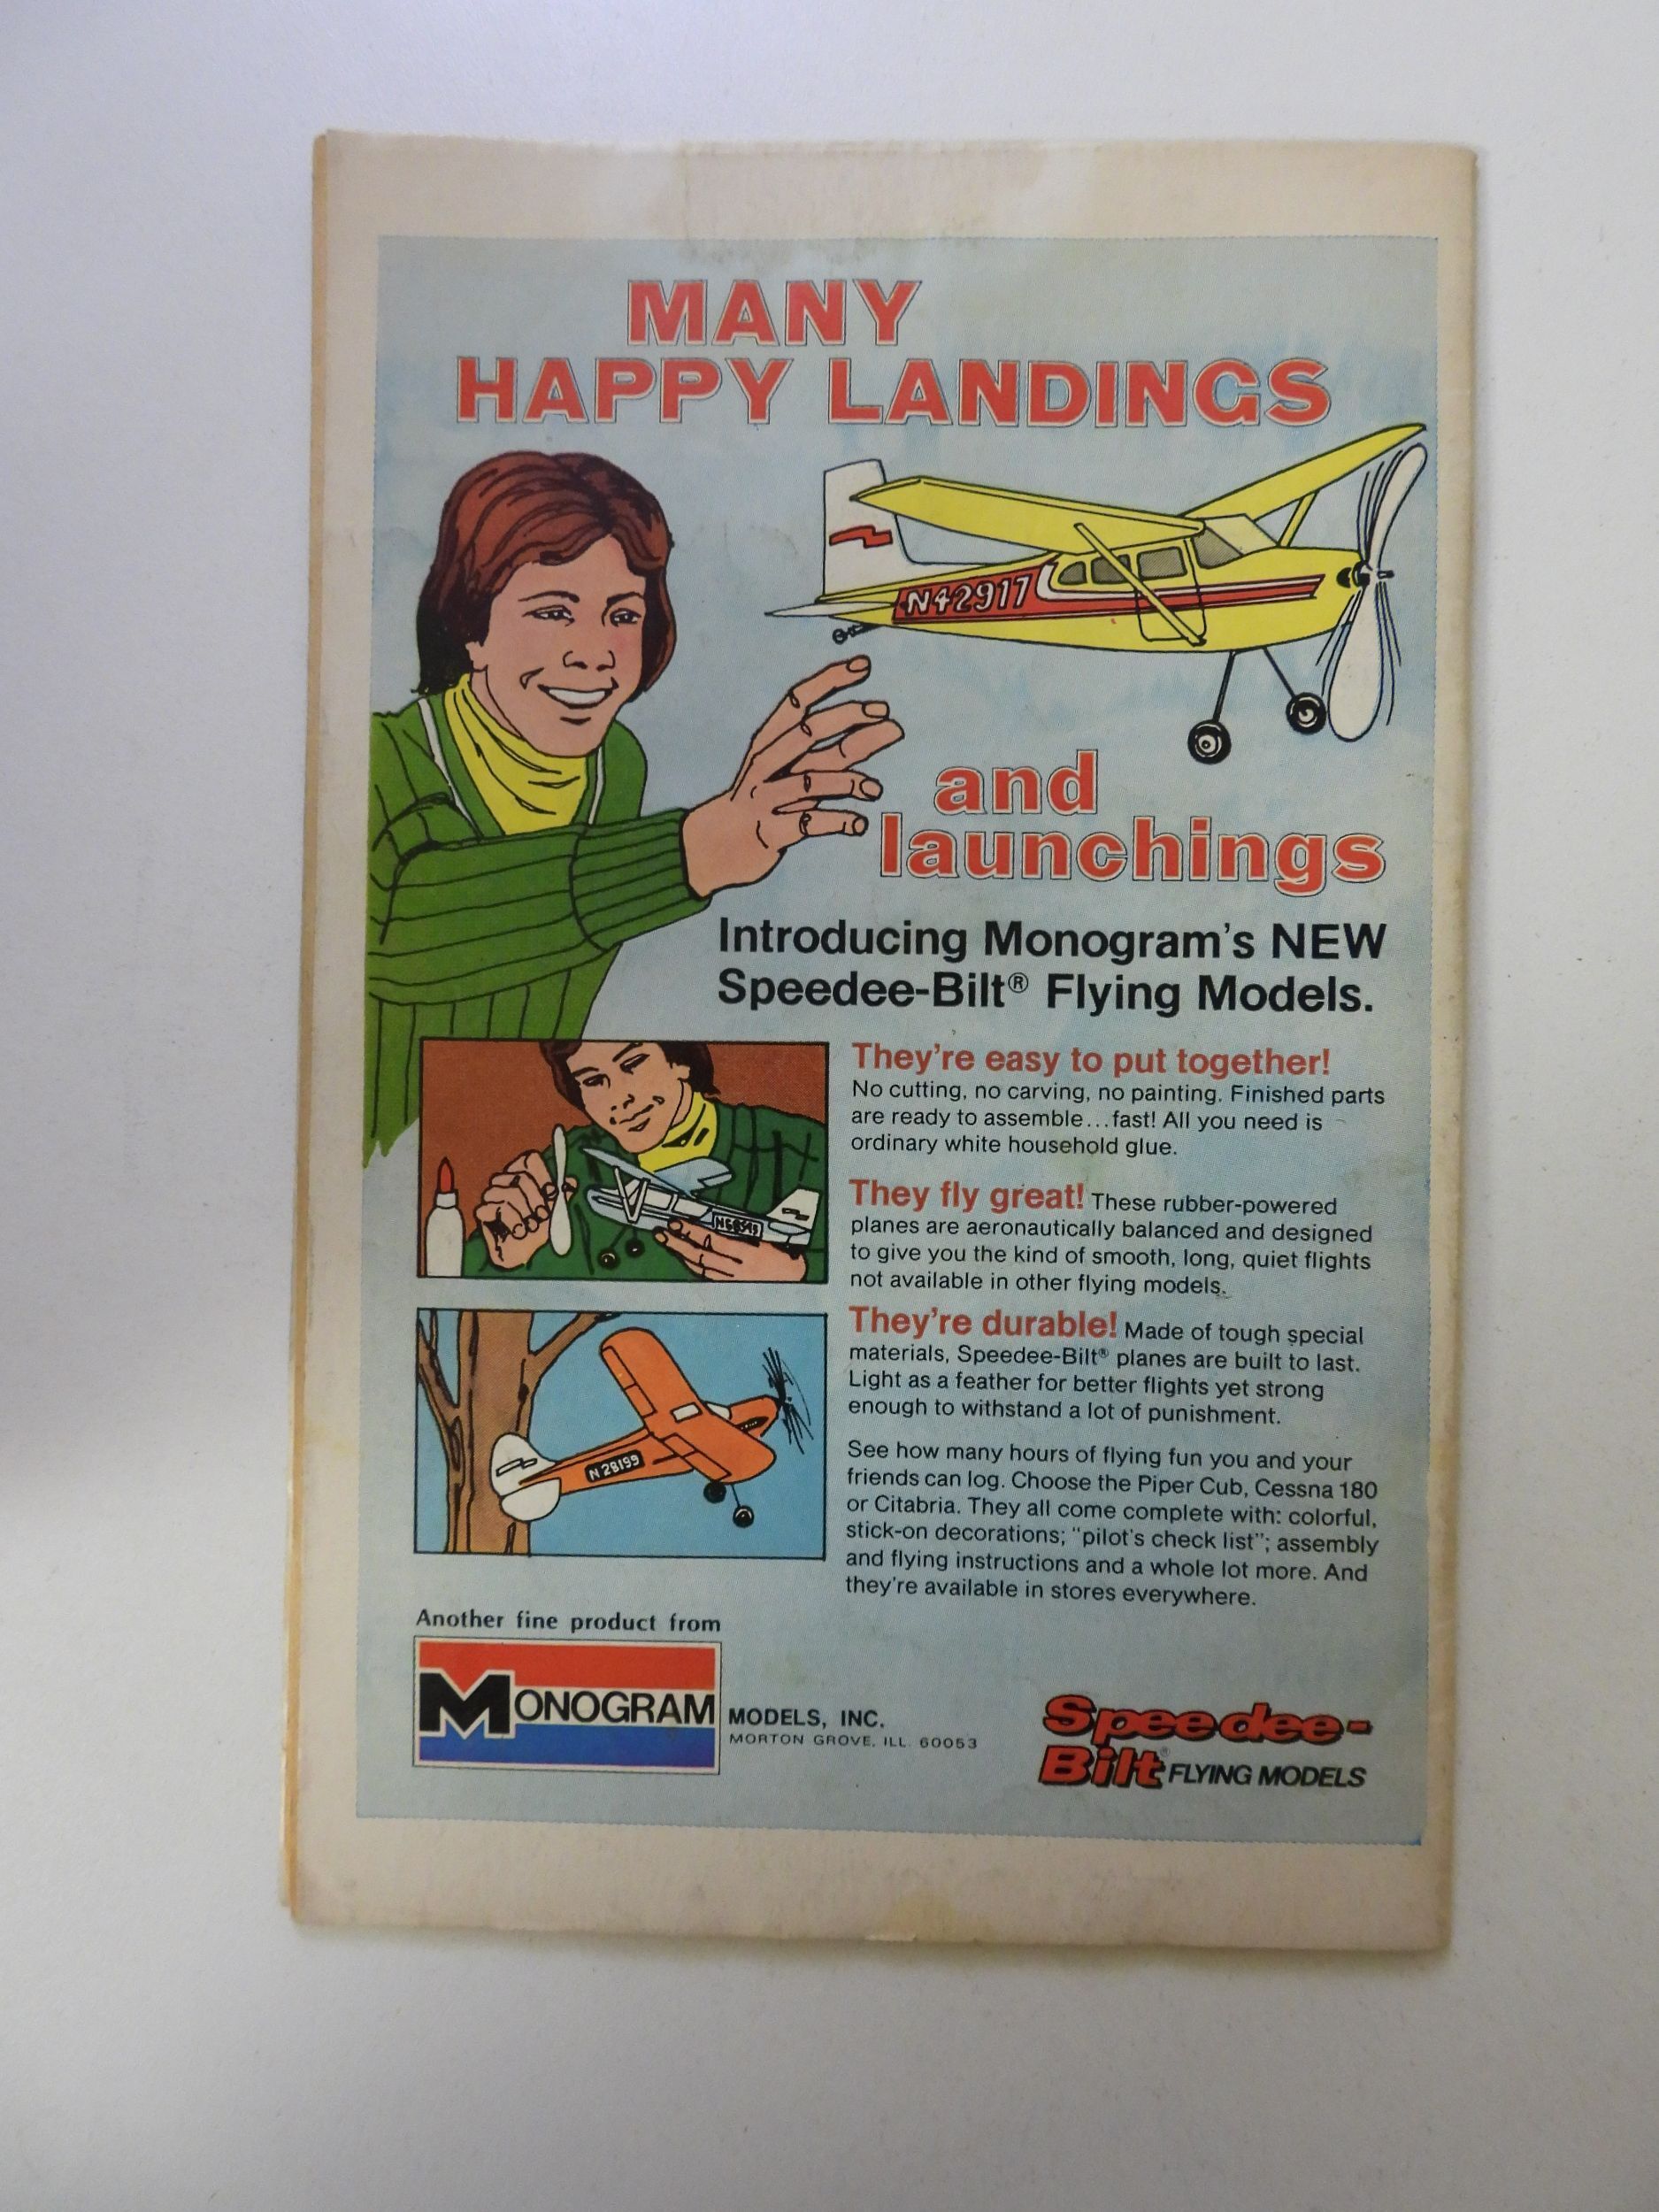 MANY
HAPPY LANDINGS
N42917
and
launchings
Introducing Monogram's NEW
Speedee-Bilt® Flying Models.
They're easy to put together!
No cutting, no carving, no painting. Finished parts
are ready to assemble...fast! All you need is
ordinary white household glue.
They fly great! These rubber-powered
planes are aeronautically balanced and designed
to give you the kind of smooth, long, quiet flights
not available in other flying models.
They're durable! Made of tough special
materials, Speedee-Bilt® planes are built to last.
Light as a feather for better flights yet strong
enough to withstand a lot of punishment.
N 28199
See how many hours of flying fun you and your
friends can log. Choose the Piper Cub, Cessna 180
or Citabria. They all come complete with: colorful,
stick-on decorations; "pilot's check list"; assembly
and flying instructions and a whole lot more. And
they're available in stores everywhere.
Another fine product from
MONOGRAM
MODELS, INC.
MORTON GROVE, ILL. 60053
Speedee-
Bilt® FLYING MODELS